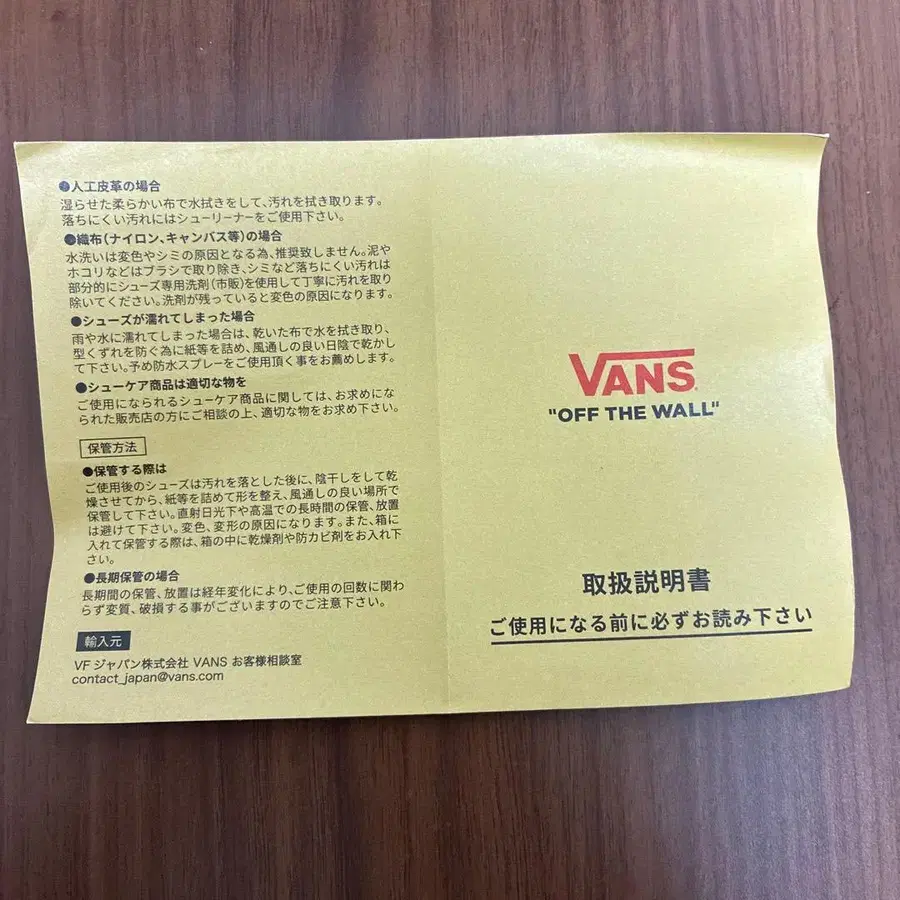 ●人工皮革の場合
湿らせた柔らかい布で水拭きをして、汚れを拭き取ります。
落ちにくい汚れにはシューリーナーをご使用下さい。
●織布（ナイロン、キャンバス等）の場合
水洗いは変色やシミの原因となる為、推奨致しません。泥や
ホコリなどはブラシで取り除き、シミなど落ちにくい汚れは
部分的にシューズ専用洗剤（市販）を使用して丁寧に汚れを取り
除いてください。洗剤が残っていると変色の原因になります。
●シューズが濡れてしまった場合
雨や水に濡れてしまった場合は、乾いた布で水を拭き取り、
型くずれを防ぐ為に紙等を詰め、風通しの良い日陰で乾かし
て下さい。予め防水スプレーをご使用頂く事をお薦めします。
●シューケア商品は適切な物を
ご使用になられるシューケア商品に関しては、お求めにな
られた販売店の方にご相談の上、適切な物をお求め下さい。
保管方法
●保管する際は
ご使用後のシューズは汚れを落とした後に、陰干しをして乾
燥させてから、紙等を詰めて形を整え、風通しの良い場所で
保管して下さい。直射日光下や高温での長時間の保管、放置
は避けて下さい。変色、変形の原因になります。また、箱に
入れて保管する際は、箱の中に乾燥剤や防カビ剤をお入れ下
さい。
●長期保管の場合
長期間の保管、放置は経年変化により、ご使用の回数に関わ
らず変質、破損する事がございますのでご注意下さい。
輸入元
VF ジャパン株式会社 VANS お客様相談室
contact_japan@vans.com
VANS
"OFF THE WALL"
取扱説明書
ご使用になる前に必ずお読み下さい